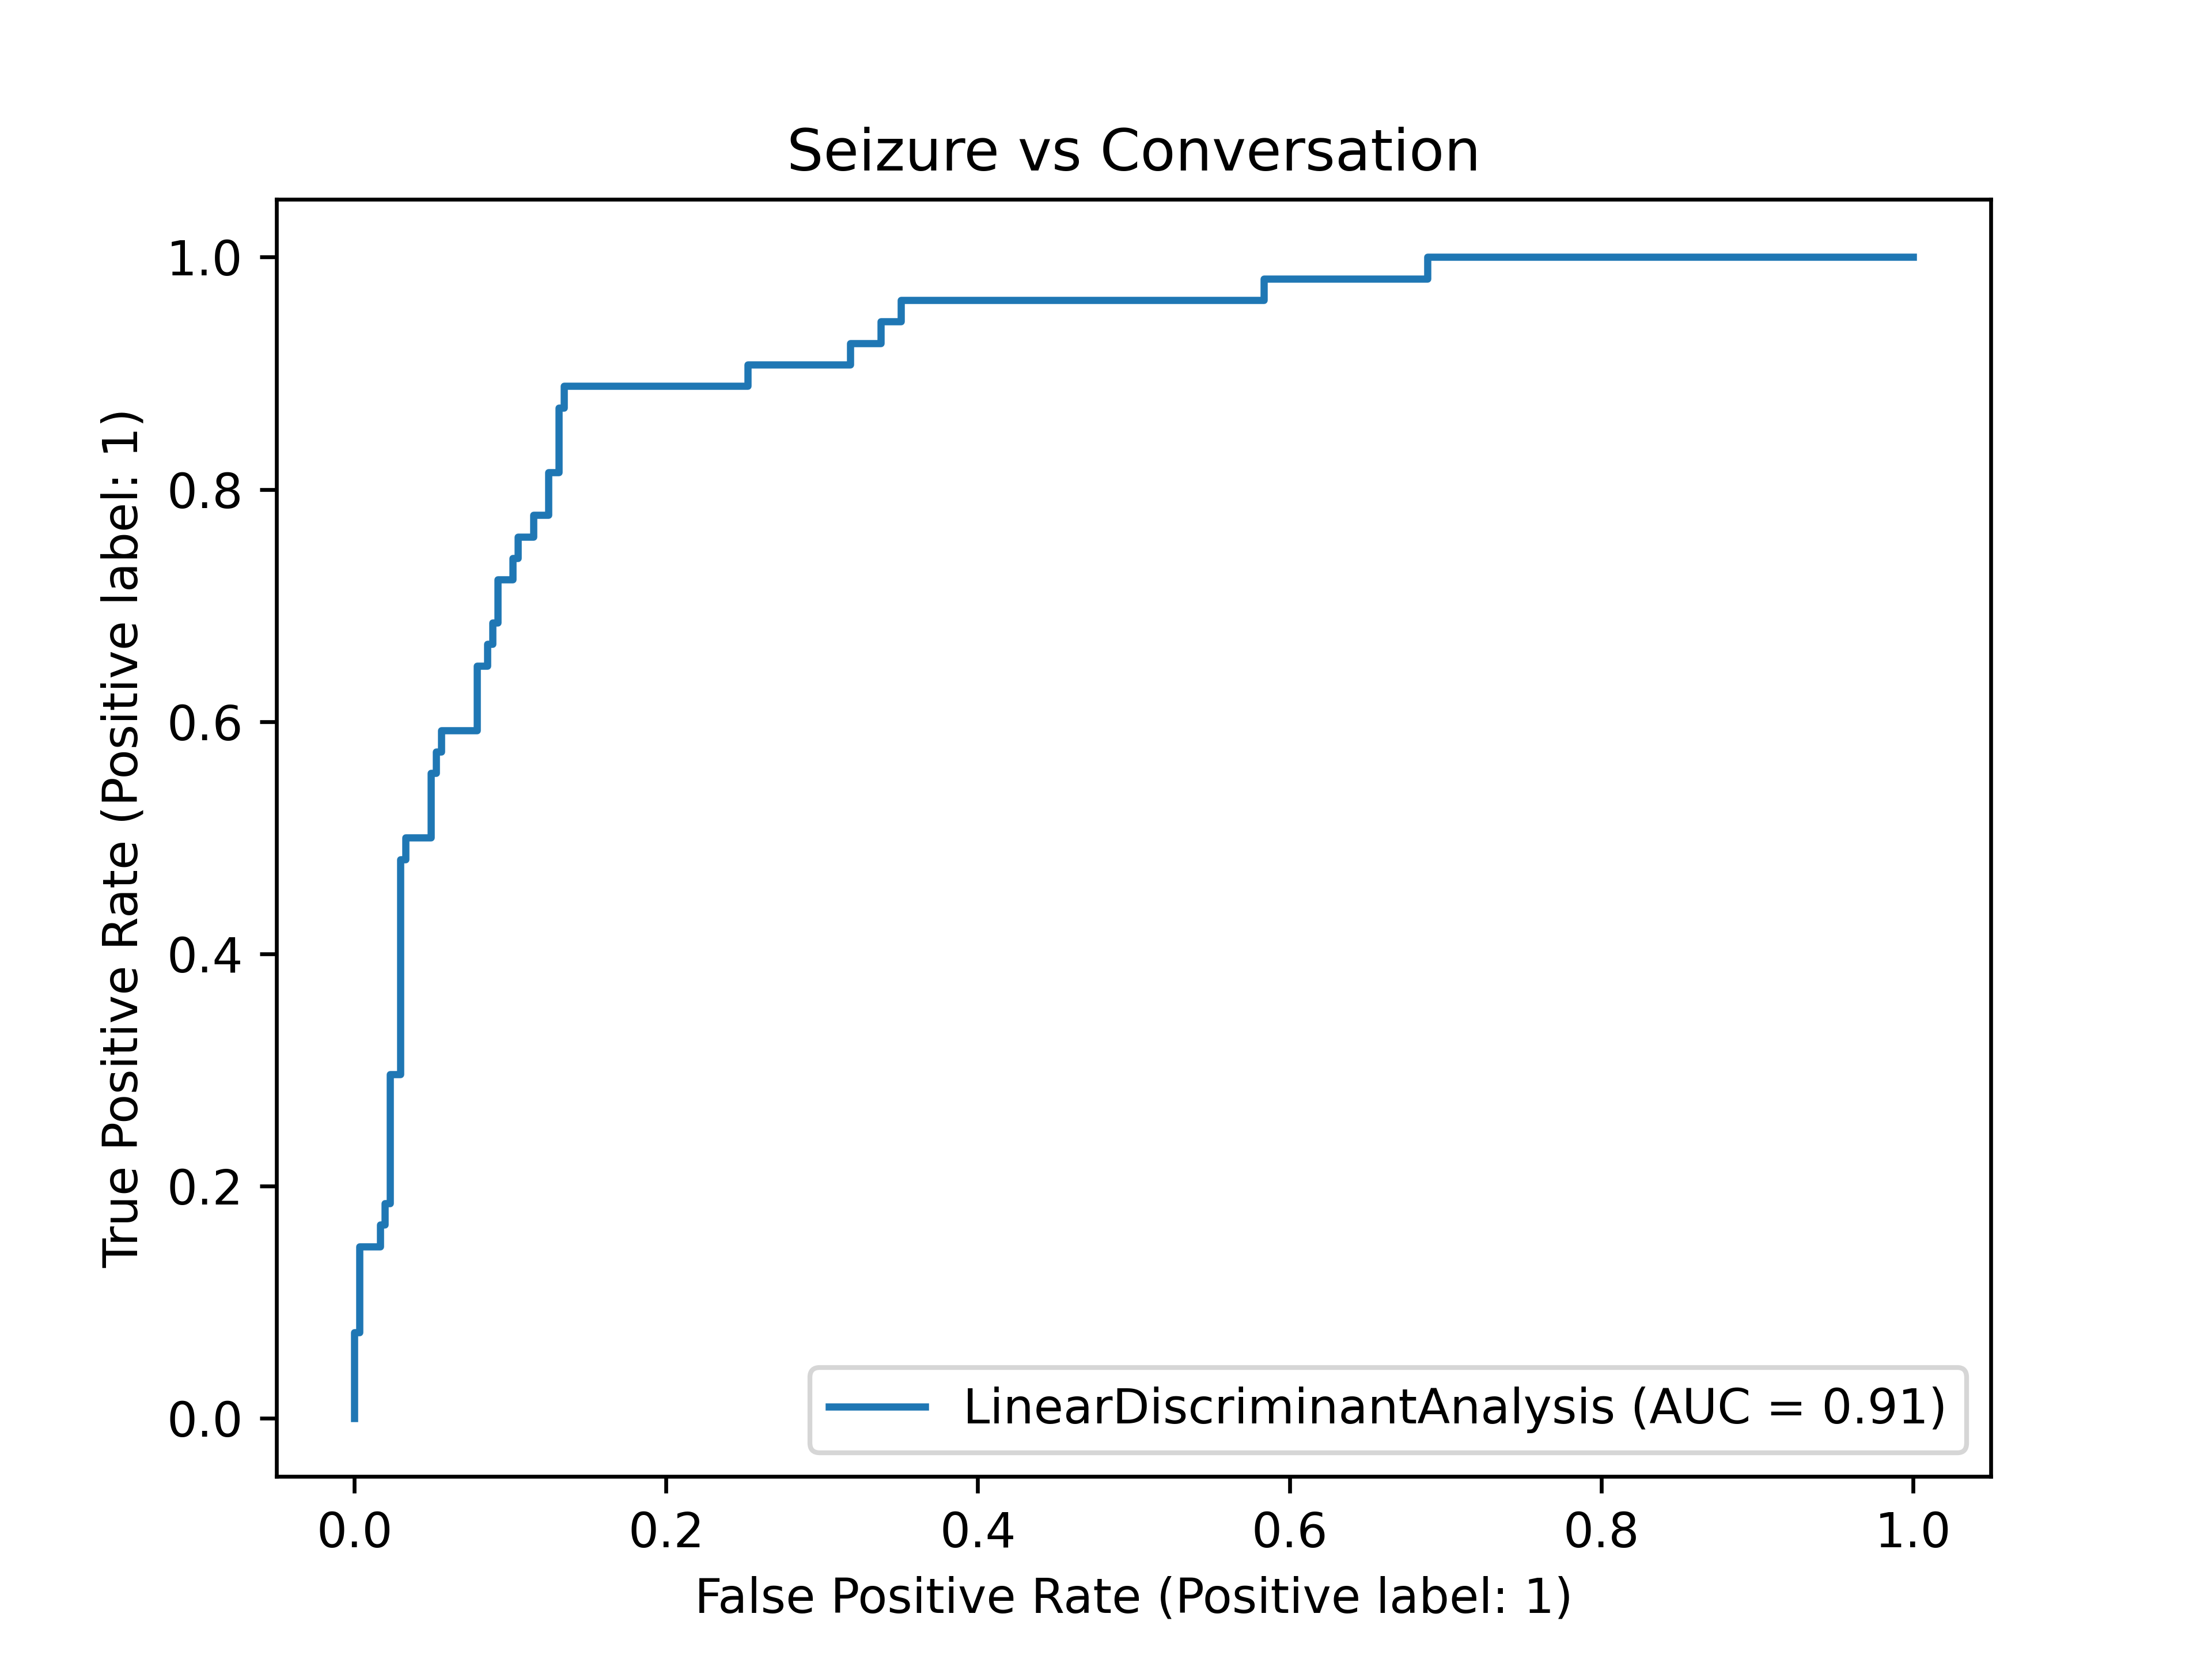 Seizure vs Conversation
1.0
0.8
0.6
0.4
0.2
0.0
True Positive Rate (Positive label: 1)
LinearDiscriminantAnalysis (AUC = 0.91)
0.0 0.2 0.4 0.6 0.8 1.0
False Positive Rate (Positive label: 1)